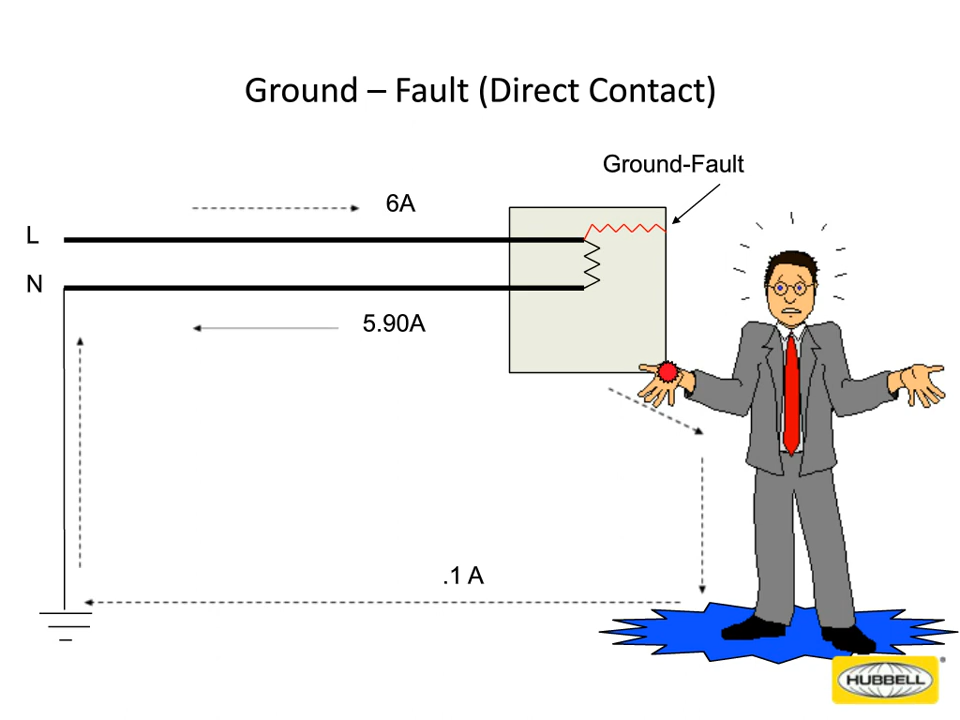 Ground – Fault (Direct Contact)
Ground-Fault
6A
L
N
5.90A
.1 A
HUBBELL
®